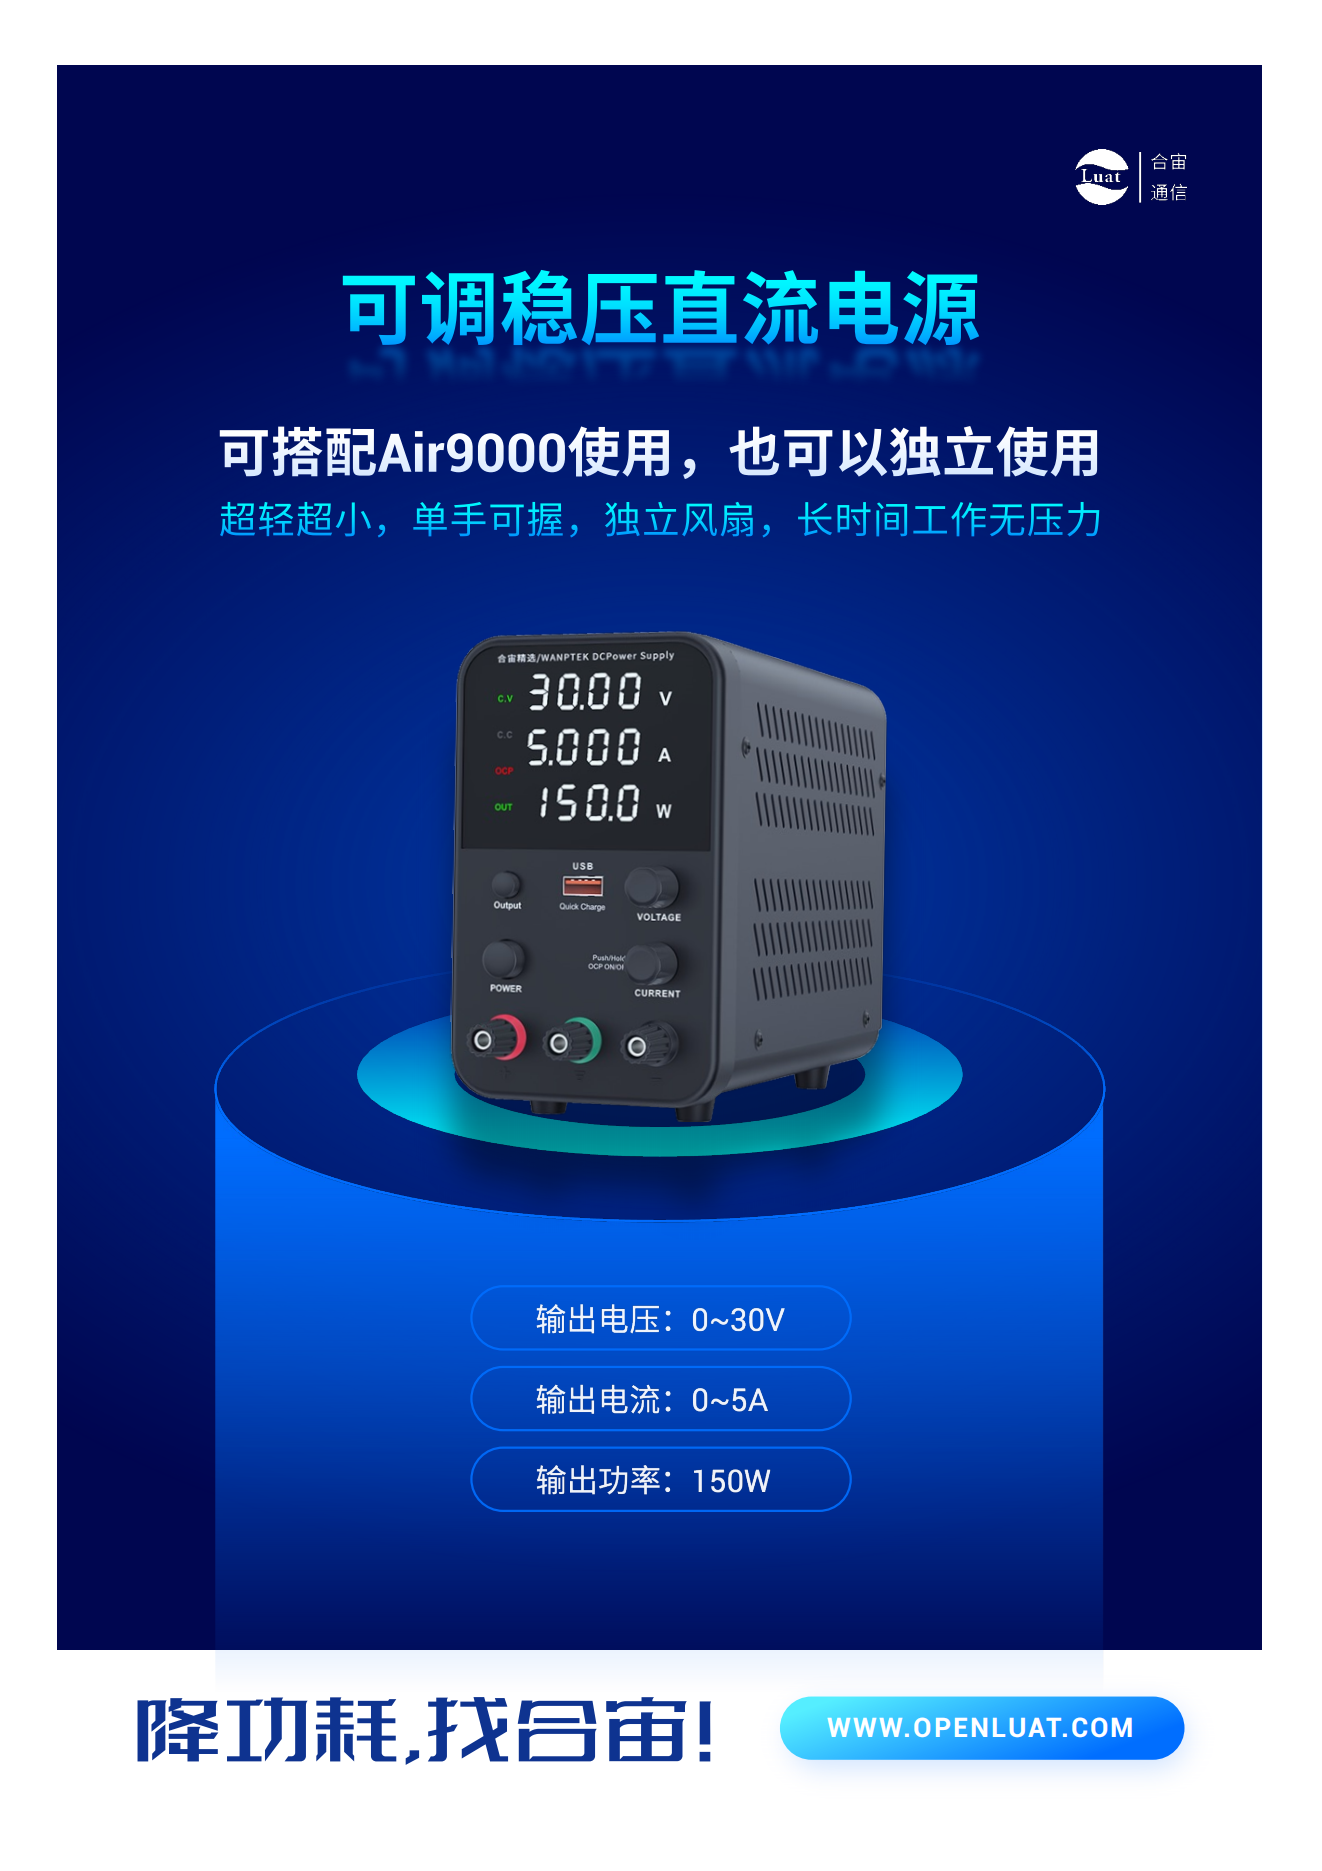 Luat
合宙
通信
可调稳压直流电源
可搭配Air9000使用，也可以独立使用
超轻超小，单手可握，独立风扇，长时间工作无压力
合宙精选/WANPTEK DCPower Supply
C.V 30.00 V
C.C 5.000 A
OCP
OUT 150.0 W
USB
Output
Quick Charge
VOLTAGE
Push/Hold
OCP ON/OF
POWER
CURRENT
输出电压：0~30V
输出电流：0~5A
输出功率：150W
降功耗,找合宙!
WWW.OPENLUAT.COM